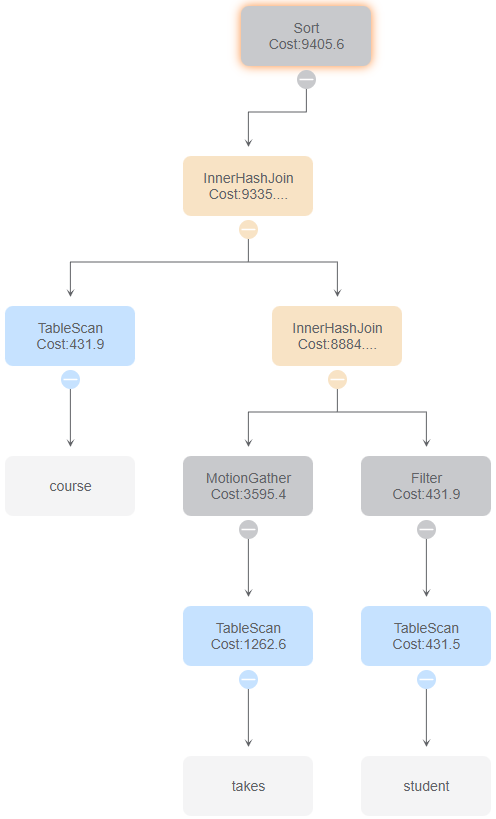 Sort
Cost:9405.6
InnerHashJoin
Cost:9335....
TableScan
Cost:431.9
InnerHashJoin
Cost:8884....
course
MotionGather
Cost:3595.4
Filter
Cost:431.9
TableScan
Cost:1262.6
TableScan
Cost:431.5
takes
student